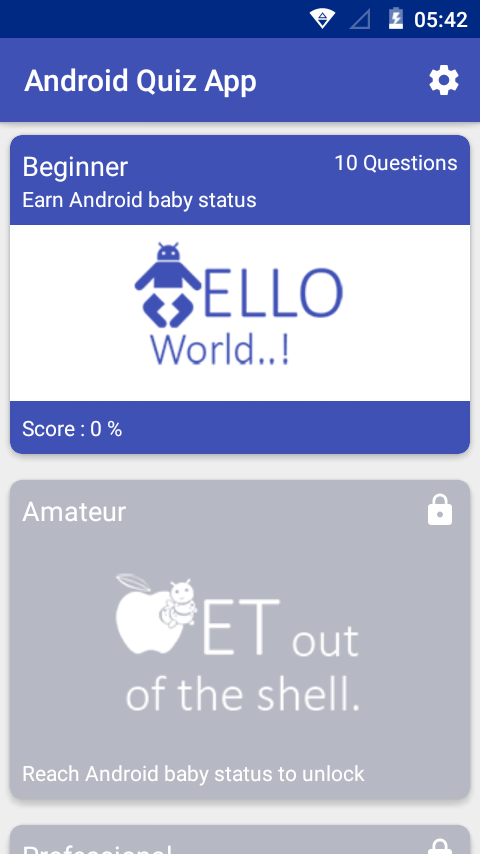 05:42
Android Quiz App
Beginner
10 Questions
Earn Android baby status
ELLO
World..!
Score : 0 %
Amateur
ET out
of the shell.
Reach Android baby status to unlock
Professional